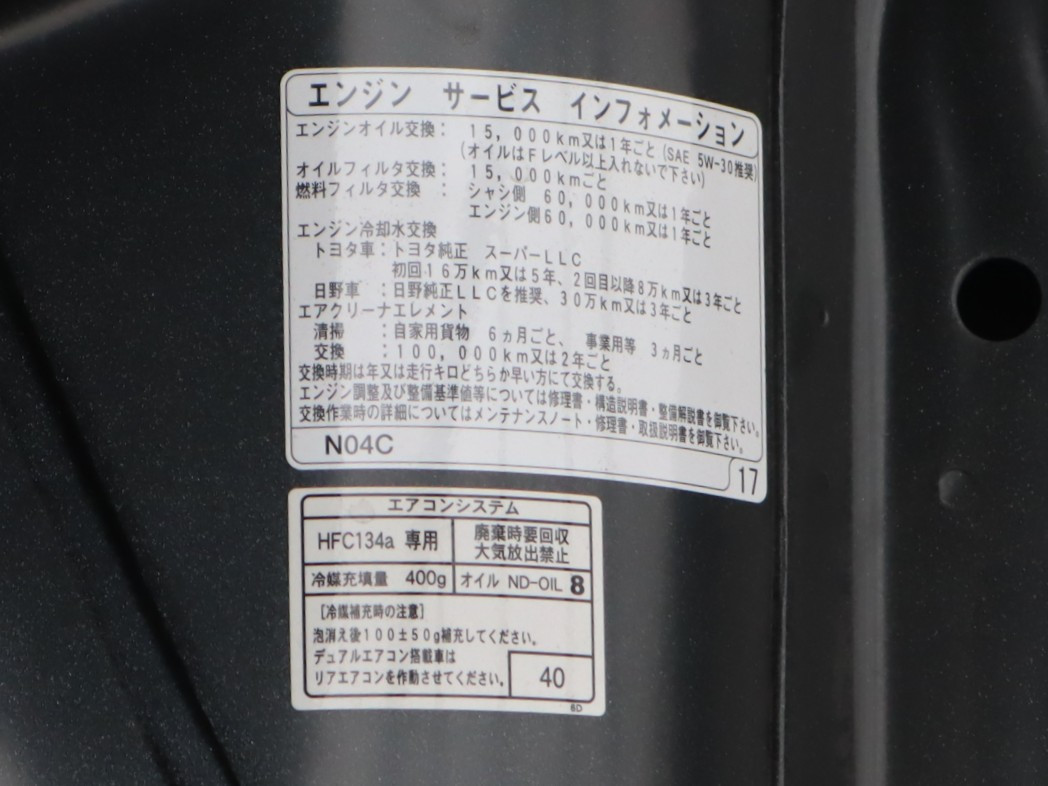 エンジン サービス インフォメーション
エンジンオイル交換： 15,000km又は1年ごと(SAE 5W-30推奨)
(オイルはFレベル以上入れないで下さい)
オイルフィルタ交換： 15,000kmごと
燃料フィルタ交換 ： シャシ側 60,000km又は1年ごと
エンジン側60,000km又は1年ごと
エンジン冷却水交換
トヨタ車：トヨタ純正 スーパーLLC
初回16万km又は5年、2回目以降8万km又は3年ごと
日野車 ：日野純正LLCを推奨、30万km又は3年ごと
エアクリーナエレメント
清掃 ：自家用貨物 6ヵ月ごと、 事業用等 3ヵ月ごと
交換 ：100,000km又は2年ごと
交換時期は年又は走行キロどちらか早い方にて交換する。
エンジン調整及び整備基準値等については修理書・構造説明書・整備解説書を御覧下さい。
交換作業時の詳細についてはメンテナンスノート・修理書・取扱説明書を御覧下さい。
N04C
17
エアコンシステム
HFC134a 専用
廃棄時要回収
大気放出禁止
冷媒充填量 400g
オイル ND-OIL 8
[冷媒補充時の注意]
泡消え後100±50g補充してください。
デュアルエアコン搭載車は
リアエアコンを作動させてください。
40
6D